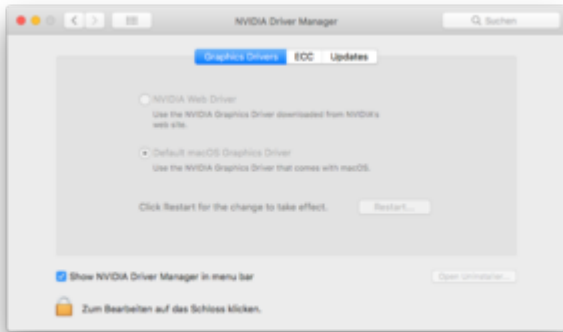 NVIDIA Driver Manager
Suchen
Graphics Drivers ECC Updates
NVIDIA Web Driver
Use the NVIDIA Graphics Driver downloaded from NVIDIA's
web site.
Default macOS Graphics Driver
Use the NVIDIA Graphics Driver that comes with macOS.
Click Restart for the change to take effect. Restart...
Show NVIDIA Driver Manager in menu bar Open Uninstaller...
Zum Bearbeiten auf das Schloss klicken.